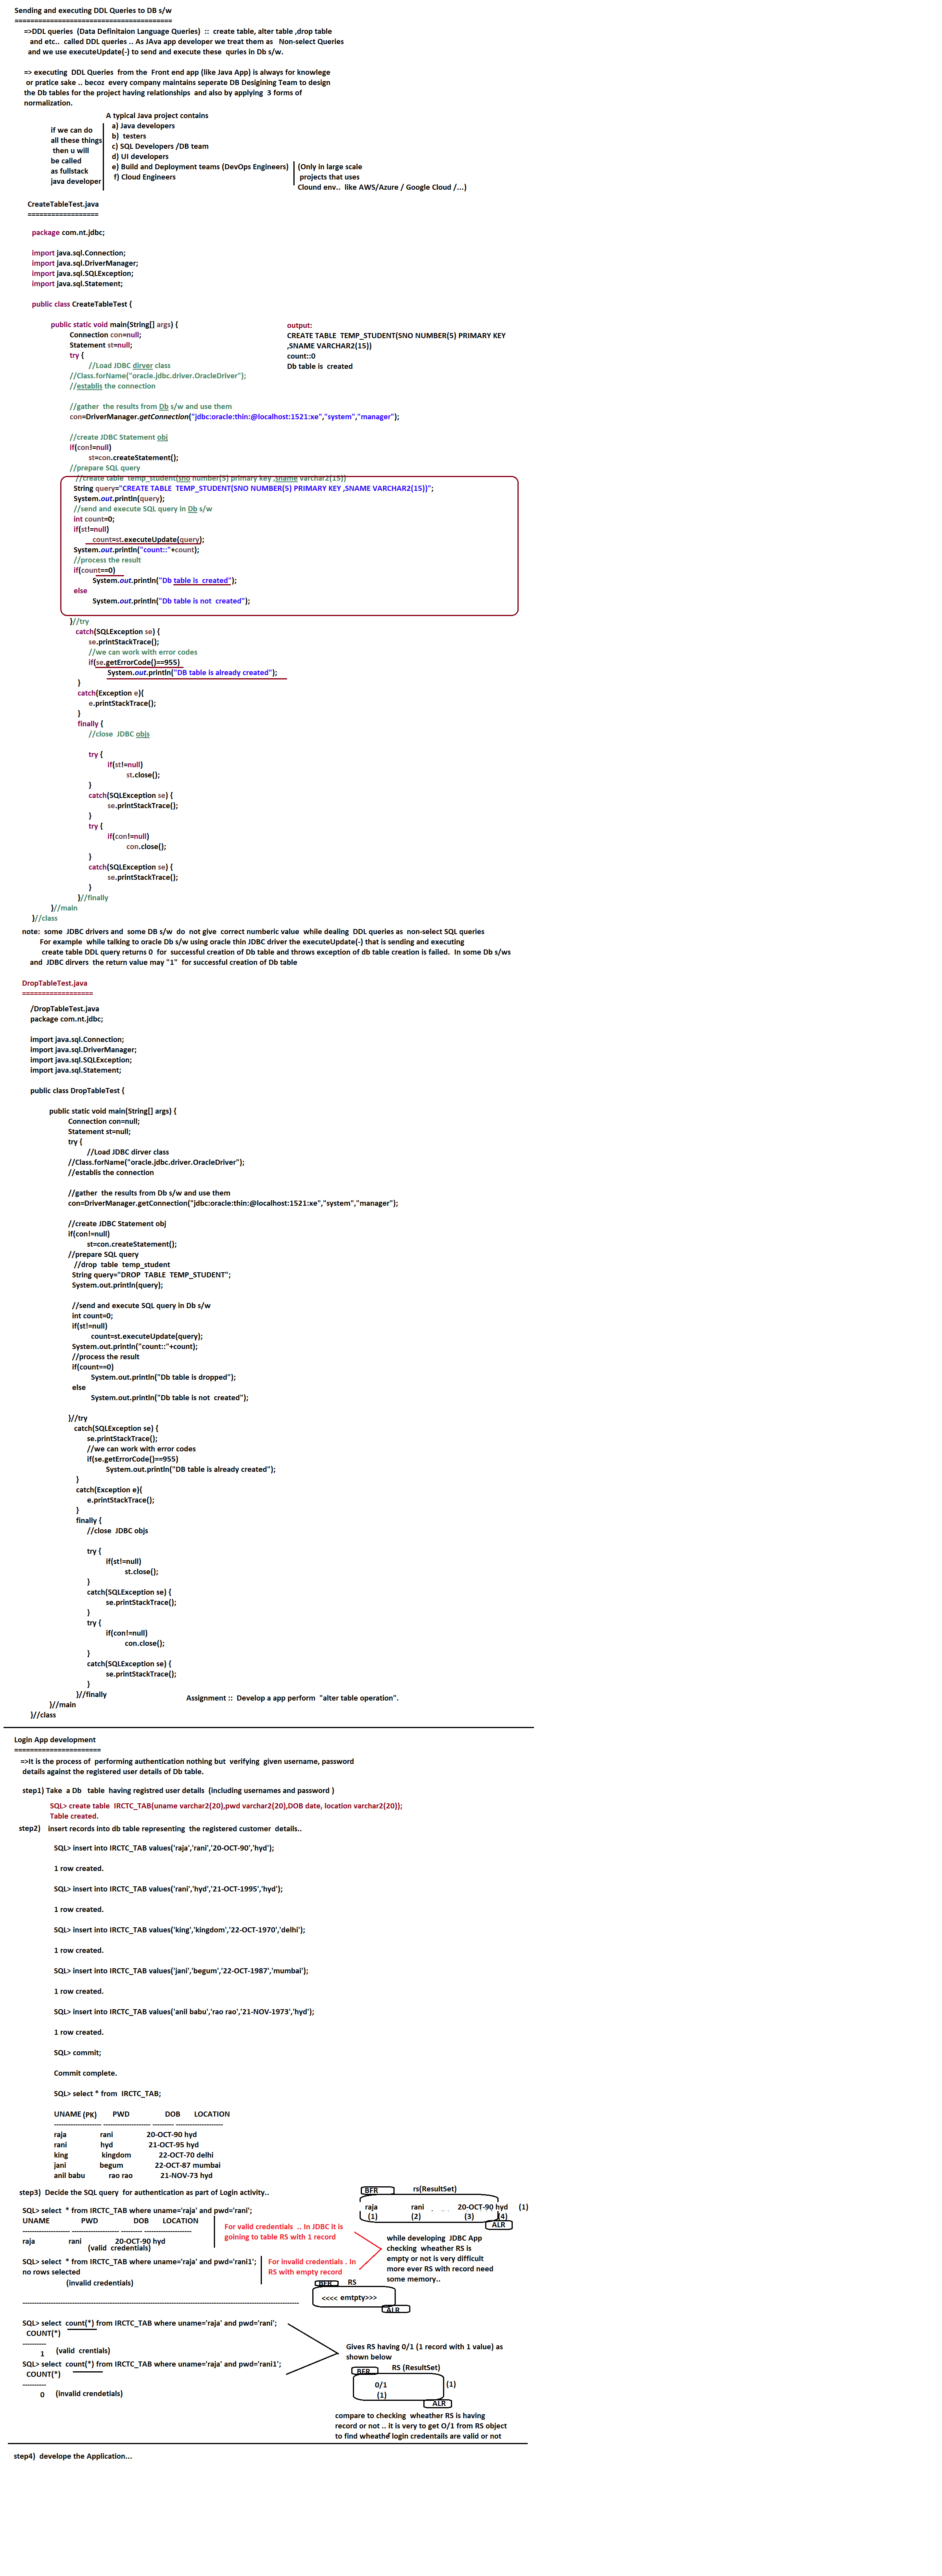 Sending and executing DDL Queries to DB s/w
========================================
=>DDL queries (Data Definitaion Language Queries) :: create table, alter table ,drop table
and etc.. called DDL queries .. As JAva app developer we treat them as Non-select Queries
and we use executeUpdate(-) to send and execute these quries in Db s/w.
=> executing DDL Queries from the Front end app (like Java App) is always for knowlege
or pratice sake .. becoz every company maintains seperate DB Desigining Team to design
the Db tables for the project having relationships and also by applying 3 forms of
normalization.
A typical Java project contains
a) Java developers
b) testers
c) SQL Developers /DB team
d) UI developers
e) Build and Deployment teams (DevOps Engineers)
f) Cloud Engineers
if we can do
all these things
then u will
be called
as fullstack
java developer
(Only in large scale
projects that uses
Clound env.. like AWS/Azure / Google Cloud /...)
CreateTableTest.java
==================
package com.nt.jdbc;
import java.sql.Connection;
import java.sql.DriverManager;
import java.sql.SQLException;
import java.sql.Statement;
public class CreateTableTest {
public static void main(String[] args) {
Connection con=null;
Statement st=null;
try {
//Load JDBC dirver class
//Class.forName("oracle.jdbc.driver.OracleDriver");
//establis the connection
output:
CREATE TABLE TEMP_STUDENT(SNO NUMBER(5) PRIMARY KEY
,SNAME VARCHAR2(15))
count::0
Db table is created
//gather the results from Db s/w and use them
con=DriverManager.getConnection("jdbc:oracle:thin:@localhost:1521:xe","system","manager");
//create JDBC Statement obj
if(con!=null)
st=con.createStatement();
//prepare SQL query
//create table temp_student(sno number(5) primary key ,sname varchar2(15))
String query="CREATE TABLE TEMP_STUDENT(SNO NUMBER(5) PRIMARY KEY ,SNAME VARCHAR2(15))";
System.out.println(query);
//send and execute SQL query in Db s/w
int count=0;
if(st!=null)
count=st.executeUpdate(query);
System.out.println("count::"+count);
//process the result
if(count==0)
System.out.println("Db table is created");
else
System.out.println("Db table is not created");
}//try
catch(SQLException se) {
se.printStackTrace();
//we can work with error codes
if(se.getErrorCode()==955)
System.out.println("DB table is already created");
}
catch(Exception e){
e.printStackTrace();
}
finally {
//close JDBC objs
try {
if(st!=null)
st.close();
}
catch(SQLException se) {
se.printStackTrace();
}
try {
if(con!=null)
con.close();
}
catch(SQLException se) {
se.printStackTrace();
}
}//finally
}//main
}//class
note: some JDBC drivers and some DB s/w do not give correct numberic value while dealing DDL queries as non-select SQL queries
For example while talking to oracle Db s/w using oracle thin JDBC driver the executeUpdate(-) that is sending and executing
create table DDL query returns 0 for successful creation of Db table and throws exception of db table creation is failed. In some Db s/ws
and JDBC dirvers the return value may "1" for successful creation of Db table
DropTableTest.java
==================
/DropTableTest.java
package com.nt.jdbc;
import java.sql.Connection;
import java.sql.DriverManager;
import java.sql.SQLException;
import java.sql.Statement;
public class DropTableTest {
public static void main(String[] args) {
Connection con=null;
Statement st=null;
try {
//Load JDBC dirver class
//Class.forName("oracle.jdbc.driver.OracleDriver");
//establis the connection
//gather the results from Db s/w and use them
con=DriverManager.getConnection("jdbc:oracle:thin:@localhost:1521:xe","system","manager");
//create JDBC Statement obj
if(con!=null)
st=con.createStatement();
//prepare SQL query
//drop table temp_student
String query="DROP TABLE TEMP_STUDENT";
System.out.println(query);
//send and execute SQL query in Db s/w
int count=0;
if(st!=null)
count=st.executeUpdate(query);
System.out.println("count::"+count);
//process the result
if(count==0)
System.out.println("Db table is dropped");
else
System.out.println("Db table is not created");
}//try
catch(SQLException se) {
se.printStackTrace();
//we can work with error codes
if(se.getErrorCode()==955)
System.out.println("DB table is already created");
}
catch(Exception e){
e.printStackTrace();
}
finally {
//close JDBC objs
try {
if(st!=null)
st.close();
}
catch(SQLException se) {
se.printStackTrace();
}
try {
if(con!=null)
con.close();
}
catch(SQLException se) {
se.printStackTrace();
}
}//finally
}//main
}//class
Assignment :: Develop a app perform "alter table operation".
Login App development
======================
=>It is the process of performing authentication nothing but verifying given username, password
details against the registered user details of Db table.
step1) Take a Db table having registred user details (including usernames and password )
SQL> create table IRCTC_TAB(uname varchar2(20),pwd varchar2(20),DOB date, location varchar2(20));
Table created.
step2) insert records into db table representing the registered customer details..
SQL> insert into IRCTC_TAB values('raja','rani','20-OCT-90','hyd');
1 row created.
SQL> insert into IRCTC_TAB values('rani','hyd','21-OCT-1995','hyd');
1 row created.
SQL> insert into IRCTC_TAB values('king','kingdom','22-OCT-1970','delhi');
1 row created.
SQL> insert into IRCTC_TAB values('jani','begum','22-OCT-1987','mumbai');
1 row created.
SQL> insert into IRCTC_TAB values('anil babu','rao rao','21-NOV-1973','hyd');
1 row created.
SQL> commit;
Commit complete.
SQL> select * from IRCTC_TAB;
UNAME (PK) PWD DOB LOCATION
-------------------- -------------------- --------- --------------------
raja rani 20-OCT-90 hyd
rani hyd 21-OCT-95 hyd
king kingdom 22-OCT-70 delhi
jani begum 22-OCT-87 mumbai
anil babu rao rao 21-NOV-73 hyd
step3) Decide the SQL query for authentication as part of Login activity..
SQL> select * from IRCTC_TAB where uname='raja' and pwd='rani';
UNAME PWD DOB LOCATION
-------------------- -------------------- --------- --------------------
raja rani 20-OCT-90 hyd
(valid credentials)
For valid credentials .. In JDBC it is
goining to table RS with 1 record
BFR rs(ResultSet)
raja rani 20-OCT-90 hyd (1)
(1) (2) (3) (4)
ALR
SQL> select * from IRCTC_TAB where uname='raja' and pwd='rani1';
no rows selected
(invalid credentials)
For invalid credentials . In
RS with empty record
while developing JDBC App
checking wheather RS is
empty or not is very difficult
more ever RS with record need
some memory..
BFR RS
<<<< emtpty>>>
ALR
--------------------------------------------------------------------------------------------------------------
SQL> select count(*) from IRCTC_TAB where uname='raja' and pwd='rani';
COUNT(*)
----------
1 (valid crentials)
SQL> select count(*) from IRCTC_TAB where uname='raja' and pwd='rani1';
COUNT(*)
----------
0 (invalid crendetials)
Gives RS having 0/1 (1 record with 1 value) as
shown below
BFR RS (ResultSet)
0/1 (1)
(1)
ALR
compare to checking wheather RS is having
record or not .. it is very to get O/1 from RS object
to find wheathe login credentails are valid or not
step4) develope the Application...